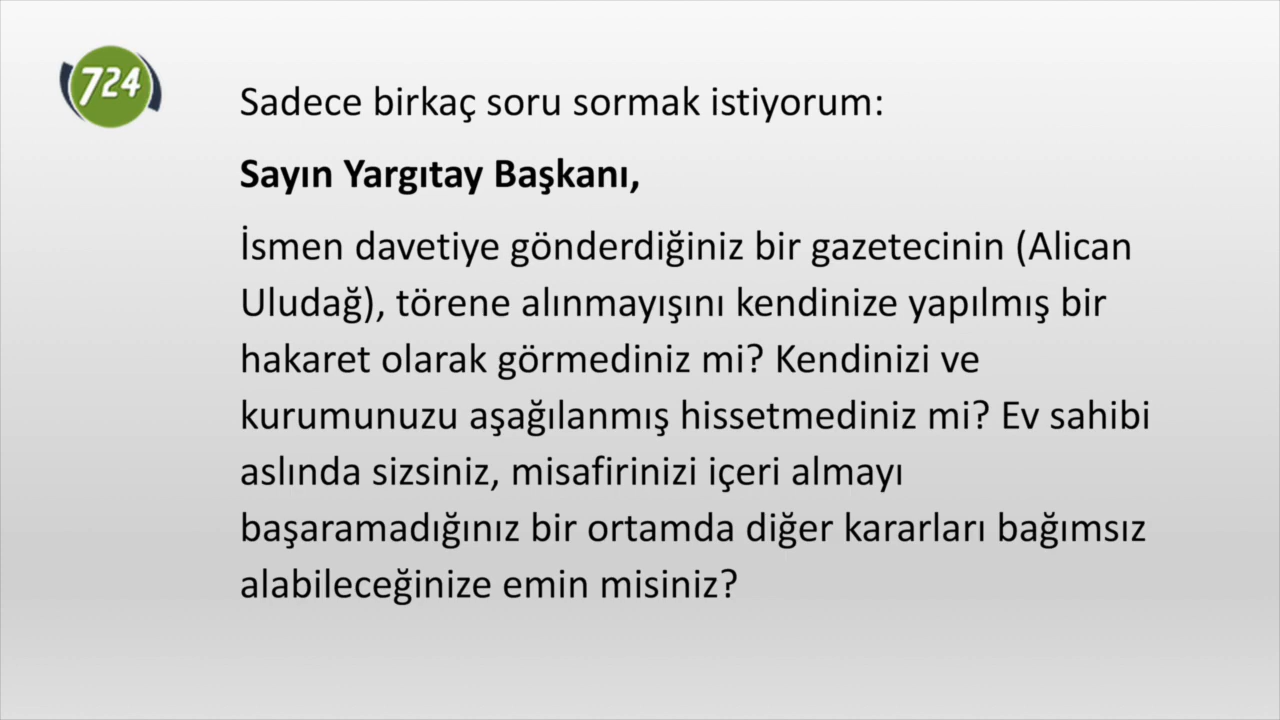 724
Sadece birkaç soru sormak istiyorum:
Sayın Yargıtay Başkanı,
İsmen davetiye gönderdiğiniz bir gazetecinin (Alican
Uludağ), törene alınmayışını kendinize yapılmış bir
hakaret olarak görmediniz mi? Kendinizi ve
kurumunuzu aşağılanmış hissetmediniz mi? Ev sahibi
aslında sizsiniz, misafirinizi içeri almayı
başaramadığınız bir ortamda diğer kararları bağımsız
alabileceğinize emin misiniz?